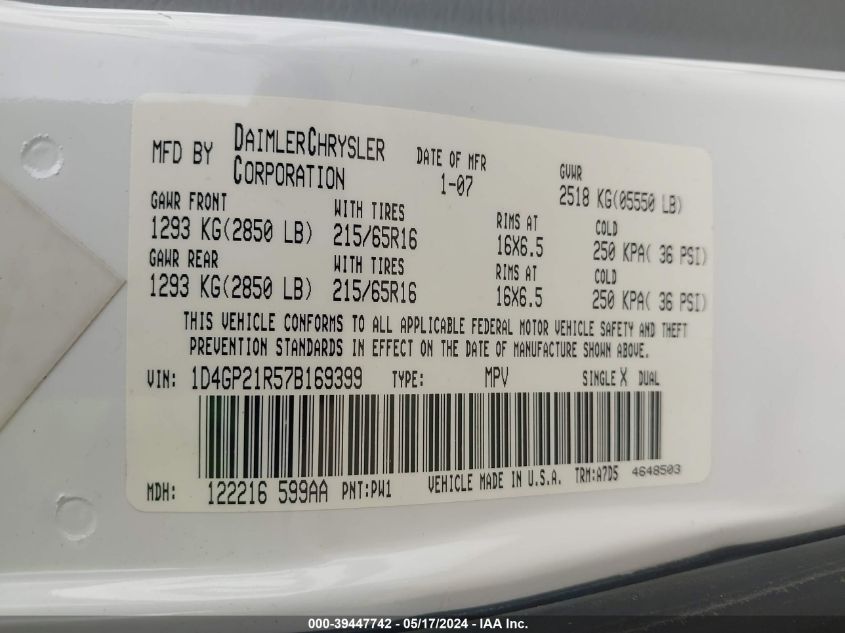 MFD BY DAIMLERCHRYSLER CORPORATION DATE OF MFR 1-07 GVWR 2518 KG(05550 LB)
GAWR FRONT WITH TIRES RIMS AT COLD
1293 KG(2850 LB) 215/65R16 16X6.5 250 KPA( 36 PSI)
GAWR REAR WITH TIRES RIMS AT COLD
1293 KG(2850 LB) 215/65R16 16X6.5 250 KPA( 36 PSI)
THIS VEHICLE CONFORMS TO ALL APPLICABLE FEDERAL MOTOR VEHICLE SAFETY AND THEFT
PREVENTION STANDARDS IN EFFECT ON THE DATE OF MANUFACTURE SHOWN ABOVE.
VIN: 1D4GP21R57B169399 TYPE: MPV SINGLE X DUAL
MDH: 122216 599AA PNT:PW1 VEHICLE MADE IN U.S.A. TRM:A7D5 4648503
000-39447742 - 05/17/2024 - IAA Inc.